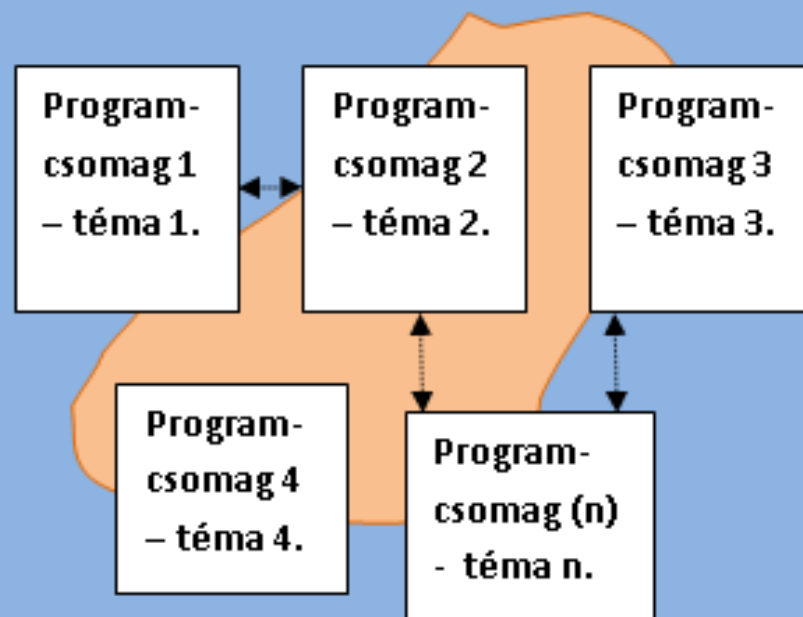 Program-
csomag 1
– téma 1.
Program-
csomag 2
– téma 2.
Program-
csomag 3
– téma 3.
Program-
csomag 4
– téma 4.
Program-
csomag (n)
- téma n.